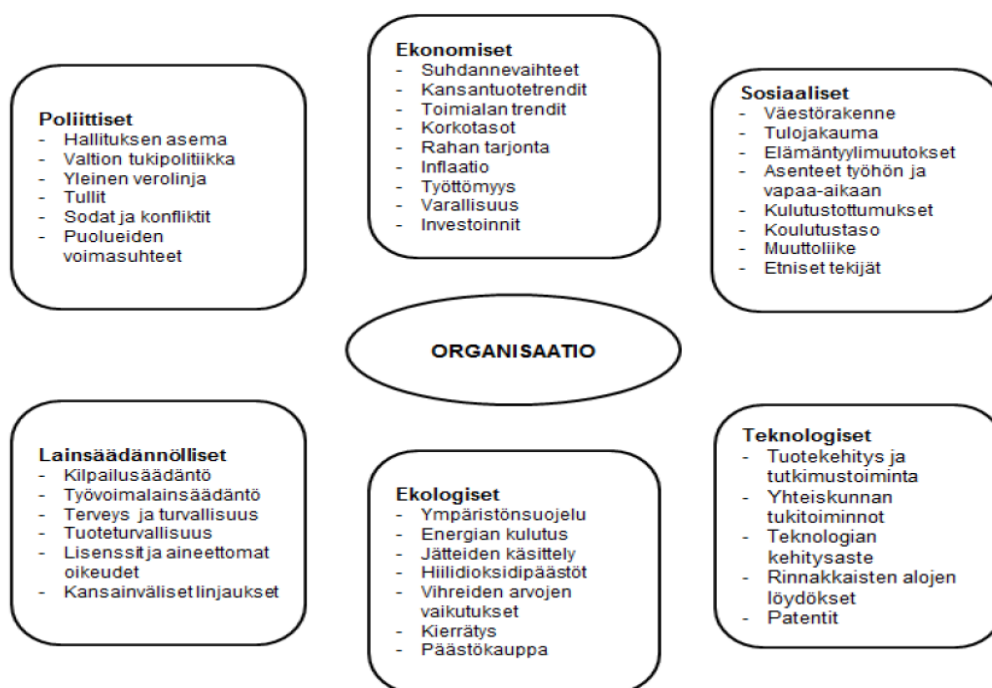 Poliittiset
- Hallituksen asema
- Valtion tukipolitiikka
- Yleinen verolinja
- Tullit
- Sodat ja konfliktit
- Puolueiden
voimasuhteet
Ekonomiset
- Suhdannevaihteet
- Kansantuotetrendit
- Toimialan trendit
- Korkotasot
- Rahan tarjonta
- Inflaatio
- Työttömyys
- Varallisuus
- Investoinnit
Sosiaaliset
- Väestörakenne
- Tulojakauma
- Elämäntyylimuutokset
- Asenteet työhön ja
vapaa-aikaan
- Kulutustottumukset
- Koulutustaso
- Muuttoliike
- Etniset tekijät
ORGANISAATIO
Lainsäädännölliset
- Kilpailusäädäntö
- Työvoimalainsäädäntö
- Terveys ja turvallisuus
- Tuoteturvallisuus
- Lisenssit ja aineettomat
oikeudet
- Kansainväliset linjaukset
Ekologiset
- Ympäristönsuojelu
- Energian kulutus
- Jätteiden käsittely
- Hiilidioksidipäästöt
- Vihreiden arvojen
vaikutukset
- Kierrätys
- Päästökauppa
Teknologiset
- Tuotekehitys ja
tutkimustoiminta
- Yhteiskunnan
tukitoiminnot
- Teknologian
kehitysaste
- Rinnakkaisten alojen
löydökset
- Patentit